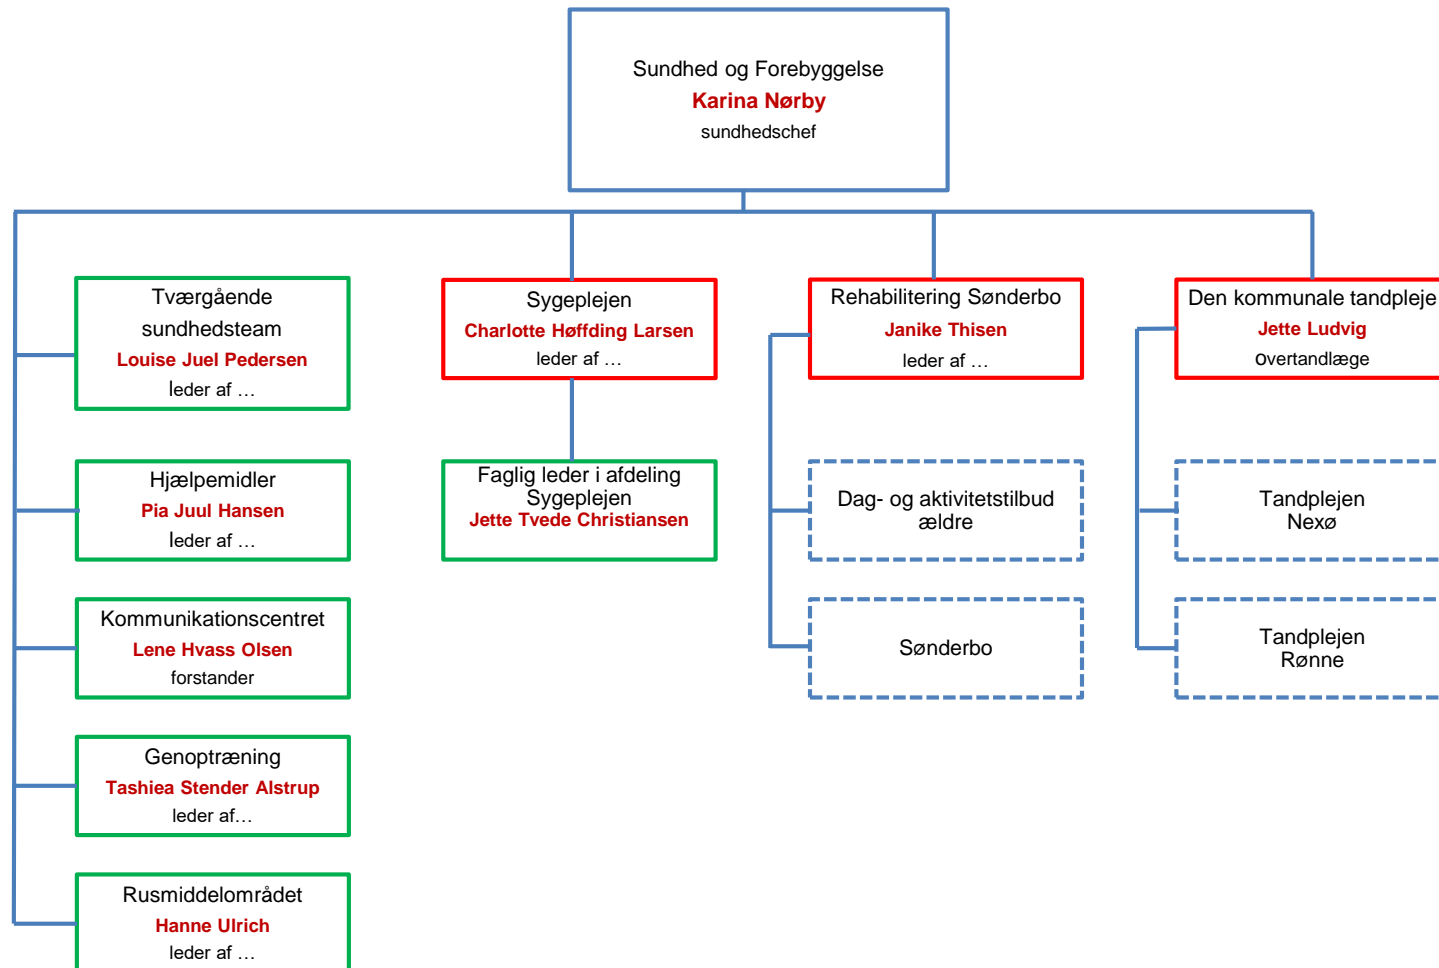 Sundhed og Forebyggelse
Karina Nørby
sundhedschef
Tværgående
sundhedsteam
Louise Juel Pedersen
leder af …
Hjælpemidler
Pia Juul Hansen
leder af …
Kommunikationscentret
Lene Hvass Olsen
forstander
Genoptræning
Tashiea Stender Alstrup
leder af…
Rusmiddelområdet
Hanne Ulrich
leder af …
Sygeplejen
Charlotte Høffding Larsen
leder af …
Faglig leder i afdeling
Sygeplejen
Jette Tvede Christiansen
Rehabilitering Sønderbo
Janike Thisen
leder af …
Dag- og aktivitetstilbud
ældre
Sønderbo
Den kommunale tandpleje
Jette Ludvig
overtandlæge
Tandplejen
Nexø
Tandplejen
Rønne